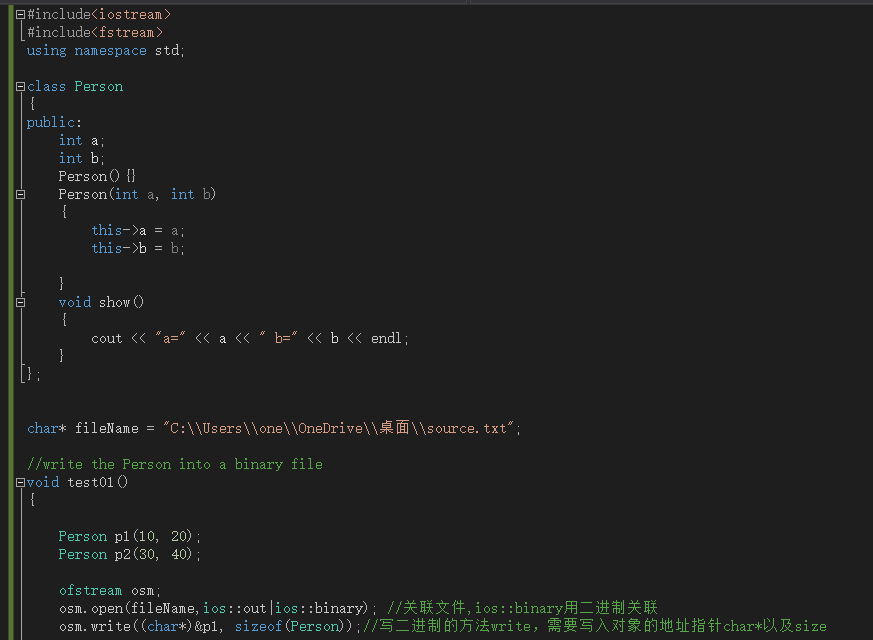 #include<iostream>
#include<fstream>
using namespace std;
class Person
{
public:
int a;
int b;
Person(){}
Person(int a, int b)
{
this->a = a;
this->b = b;
}
void show()
{
cout << "a=" << a << " b=" << b << endl;
}
};
char* fileName = "C:\\Users\\one\\OneDrive\\桌面\\source.txt";
//write the Person into a binary file
void test01()
{
Person p1(10, 20);
Person p2(30, 40);
ofstream osm;
osm.open(fileName,ios::out|ios::binary); //关联文件,ios::binary用二进制关联
osm.write((char*)&p1, sizeof(Person));//写二进制的方法write，需要写入对象的地址指针char*以及size